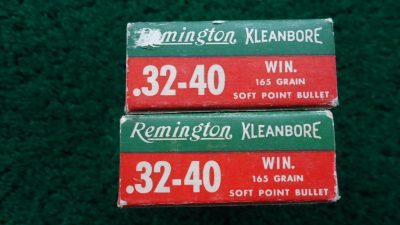 Remington KLEANBORE
.32-40 WIN.
165 GRAIN
SOFT POINT BULLET
Remington KLEANBORE
.32-40 WIN.
165 GRAIN
SOFT POINT BULLET